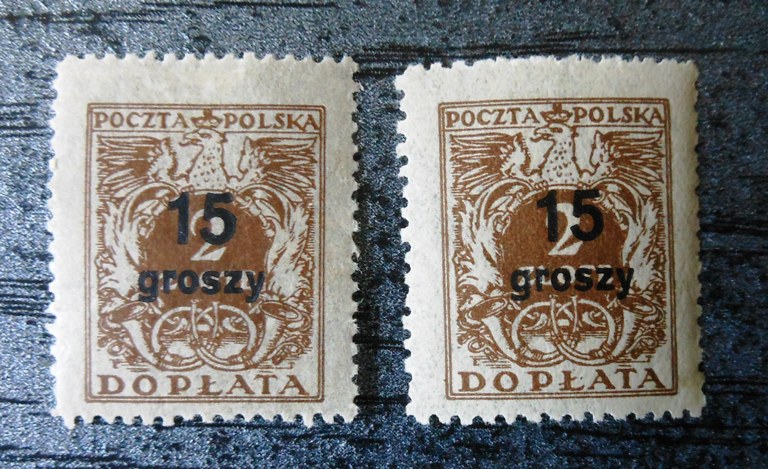 POCZTA POLSKA
15
2
groszy
DOPŁATA
POCZTA POLSKA
15
2
groszy
DOPŁATA